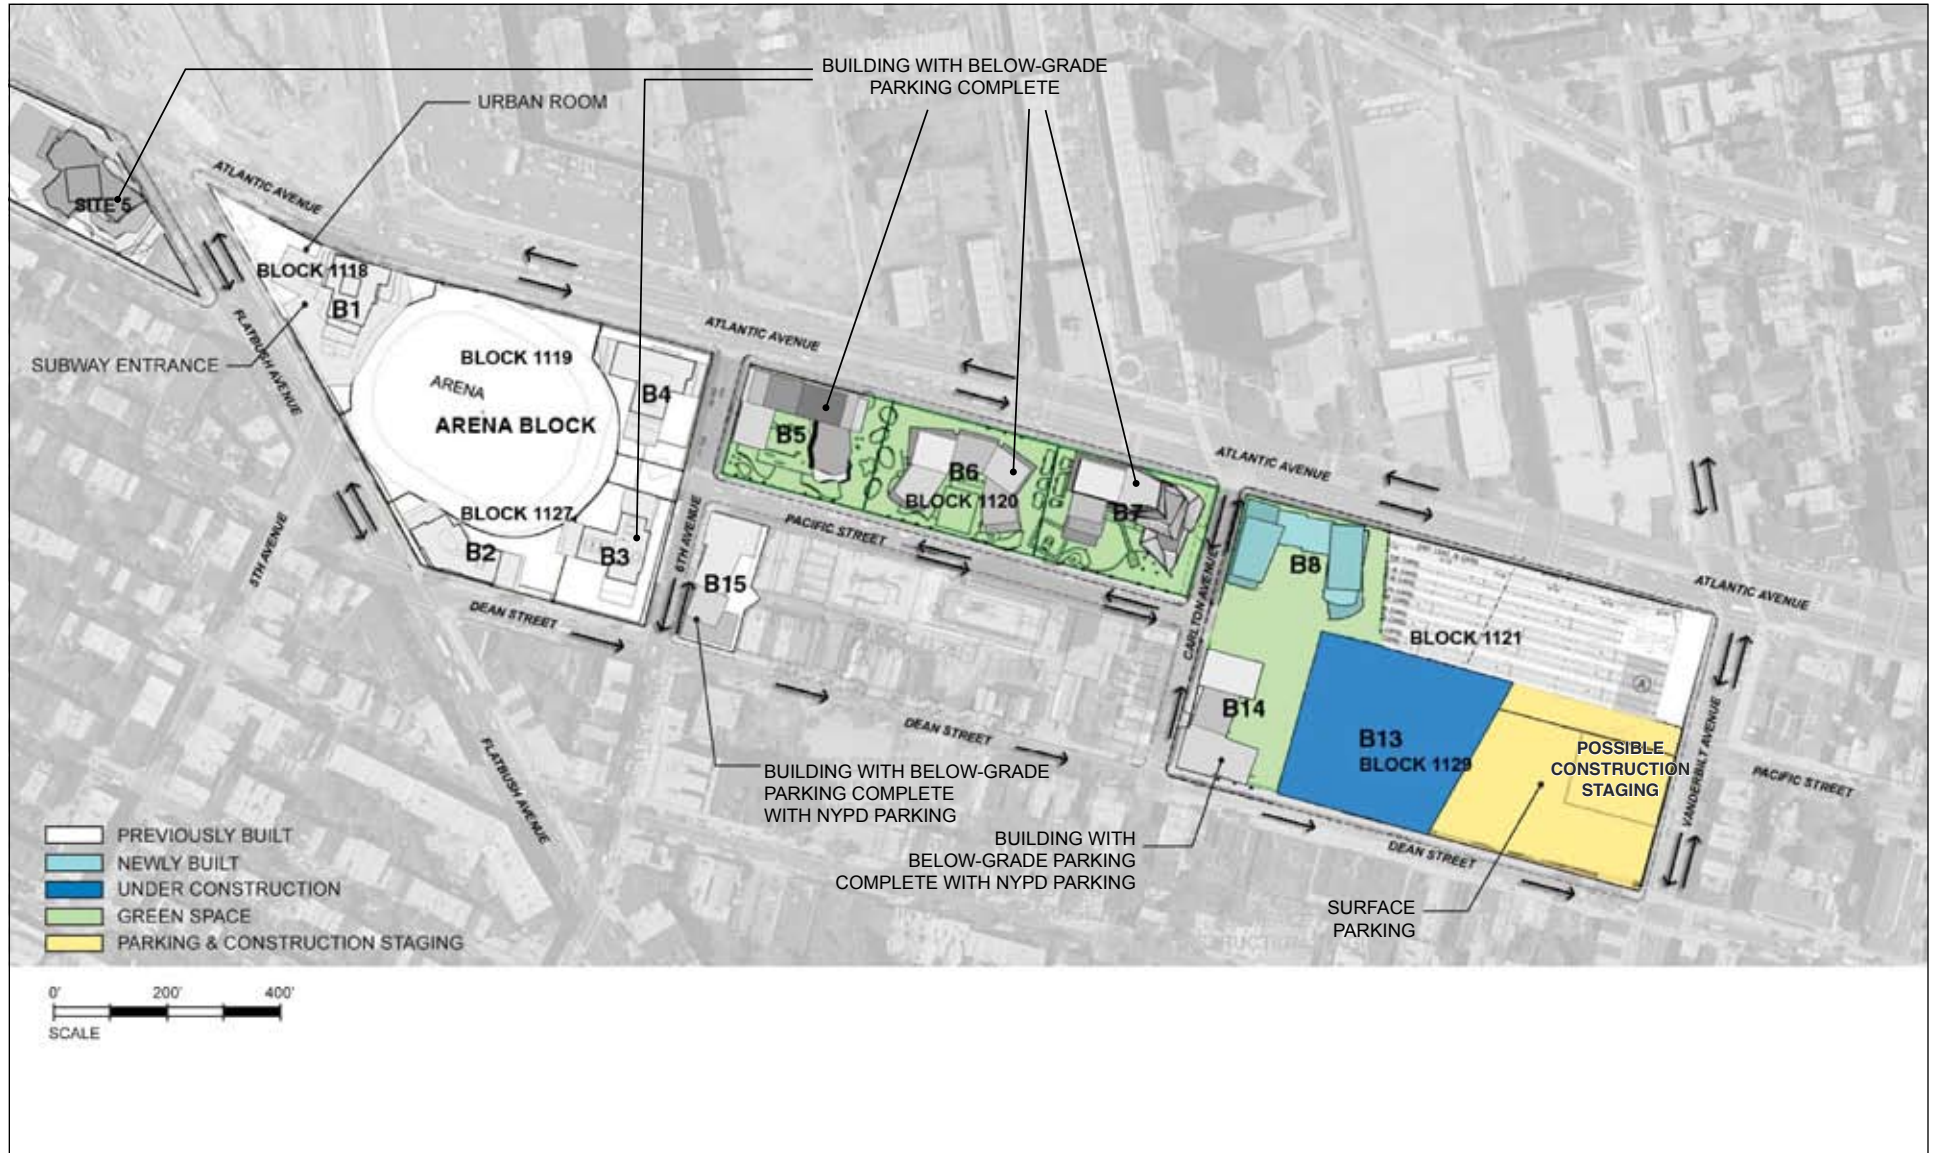 BUILDING WITH BELOW-GRADE
PARKING COMPLETE
URBAN ROOM
ATLANTIC AVENUE
SITE 5
BLOCK 1118
B1
SUBWAY ENTRANCE
FLATBUSH AVENUE
ATLANTIC AVENUE
BLOCK 1119
ARENA
ARENA BLOCK
B4
B5
B6
BLOCK 1120
B7
ATLANTIC AVENUE
BLOCK 1127
B2
B3
5TH AVENUE
6TH AVENUE
PACIFIC STREET
B15
DEAN STREET
CARLTON AVENUE
B8
ATLANTIC AVENUE
BLOCK 1121
A
B14
DEAN STREET
B13
BLOCK 1129
POSSIBLE
CONSTRUCTION
STAGING
VANDERBILT AVENUE
PACIFIC STREET
FLATBUSH AVENUE
BUILDING WITH BELOW-GRADE
PARKING COMPLETE
WITH NYPD PARKING
BUILDING WITH
BELOW-GRADE PARKING
COMPLETE WITH NYPD PARKING
DEAN STREET
SURFACE
PARKING
PREVIOUSLY BUILT
NEWLY BUILT
UNDER CONSTRUCTION
GREEN SPACE
PARKING & CONSTRUCTION STAGING
0' 200' 400'
SCALE